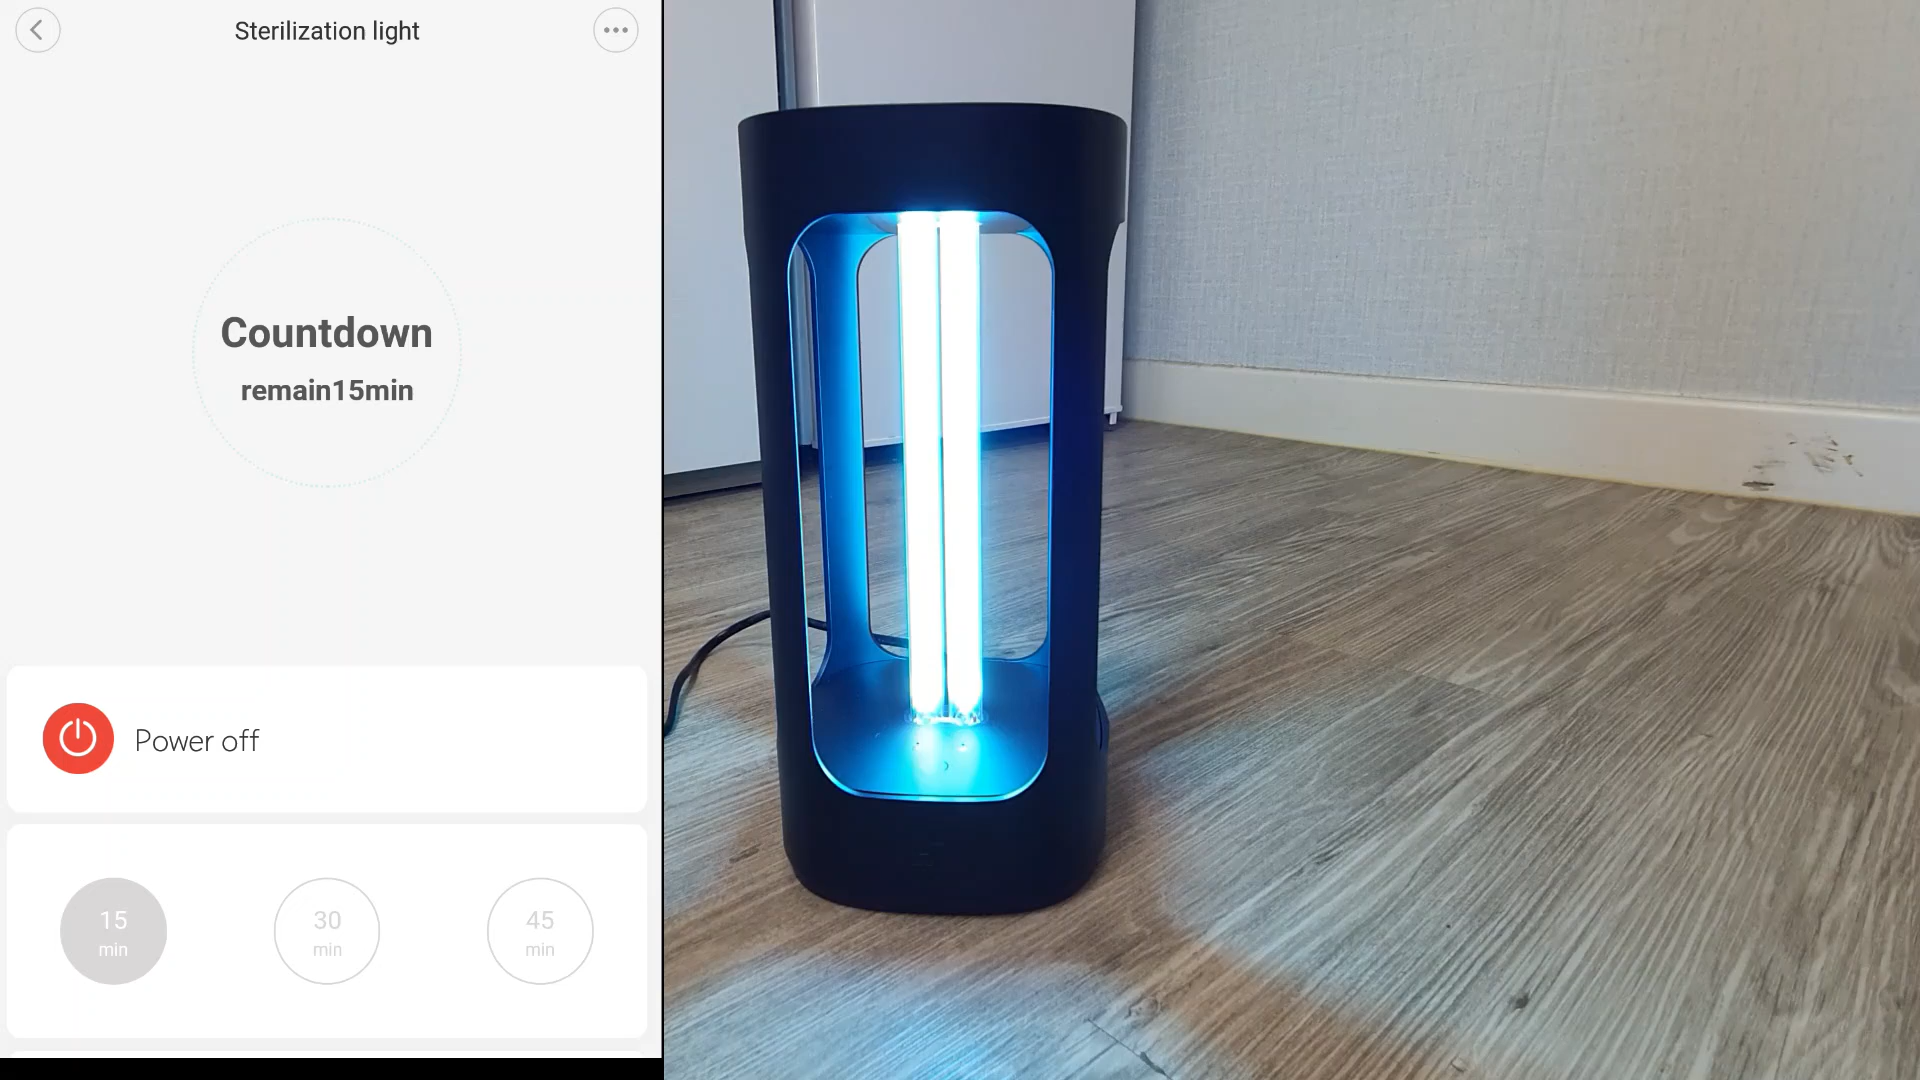 Sterilization light
Countdown
remain15min
Power off
15
min
30
min
45
min